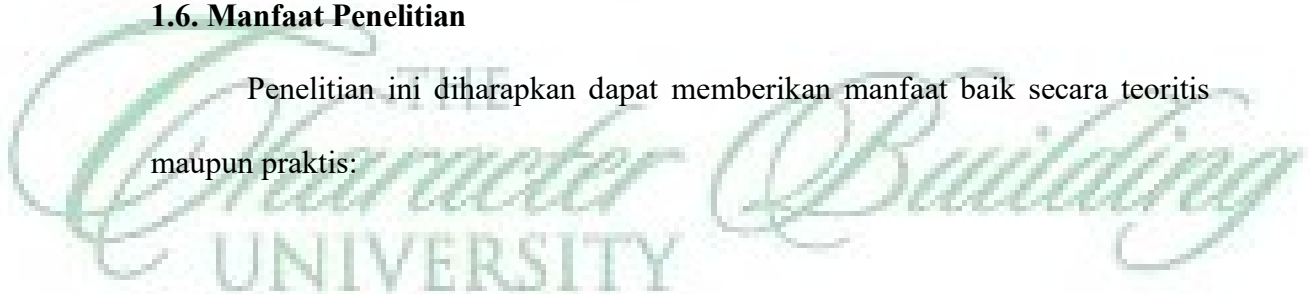 1.6. Manfaat Penelitian
THE
Penelitian ini diharapkan dapat memberikan manfaat baik secara teoritis
maupun praktis:
Character Building
UNIVERSITY